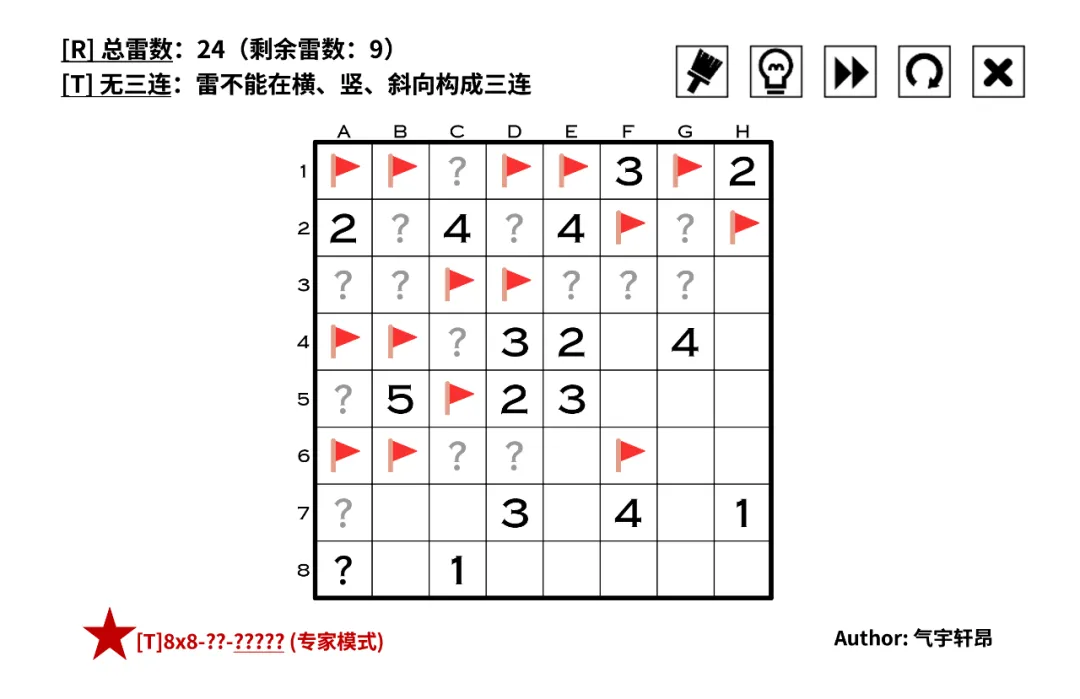 [R] 总雷数：24（剩余雷数：9）
[T] 无三连：雷不能在横、竖、斜向构成三连
A B C D E F G H
1 ? 3 2
2 2 ? 4 ? 4 ?
3 ? ? ? ? ?
4 ? 3 2 4
5 ? 5 2 3
6 ? ?
7 ? 3 4 1
8 ? 1
[T]8x8-??-????? (专家模式)
Author: 气宇轩昂